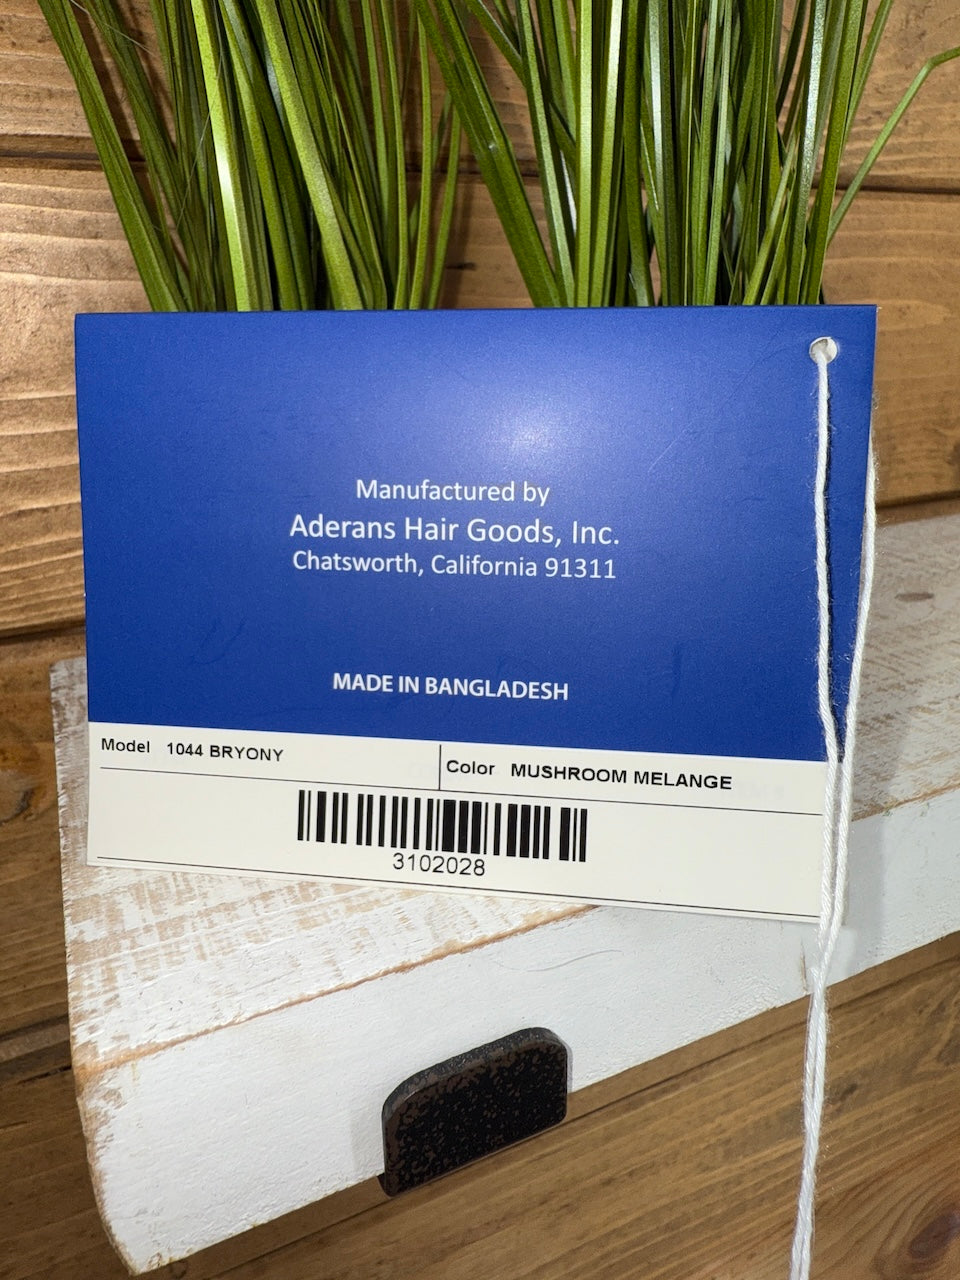 Manufactured by
Aderans Hair Goods, Inc.
Chatsworth, California 91311
MADE IN BANGLADESH
Model 1044 BRYONY
Color MUSHROOM MELANGE
3102028